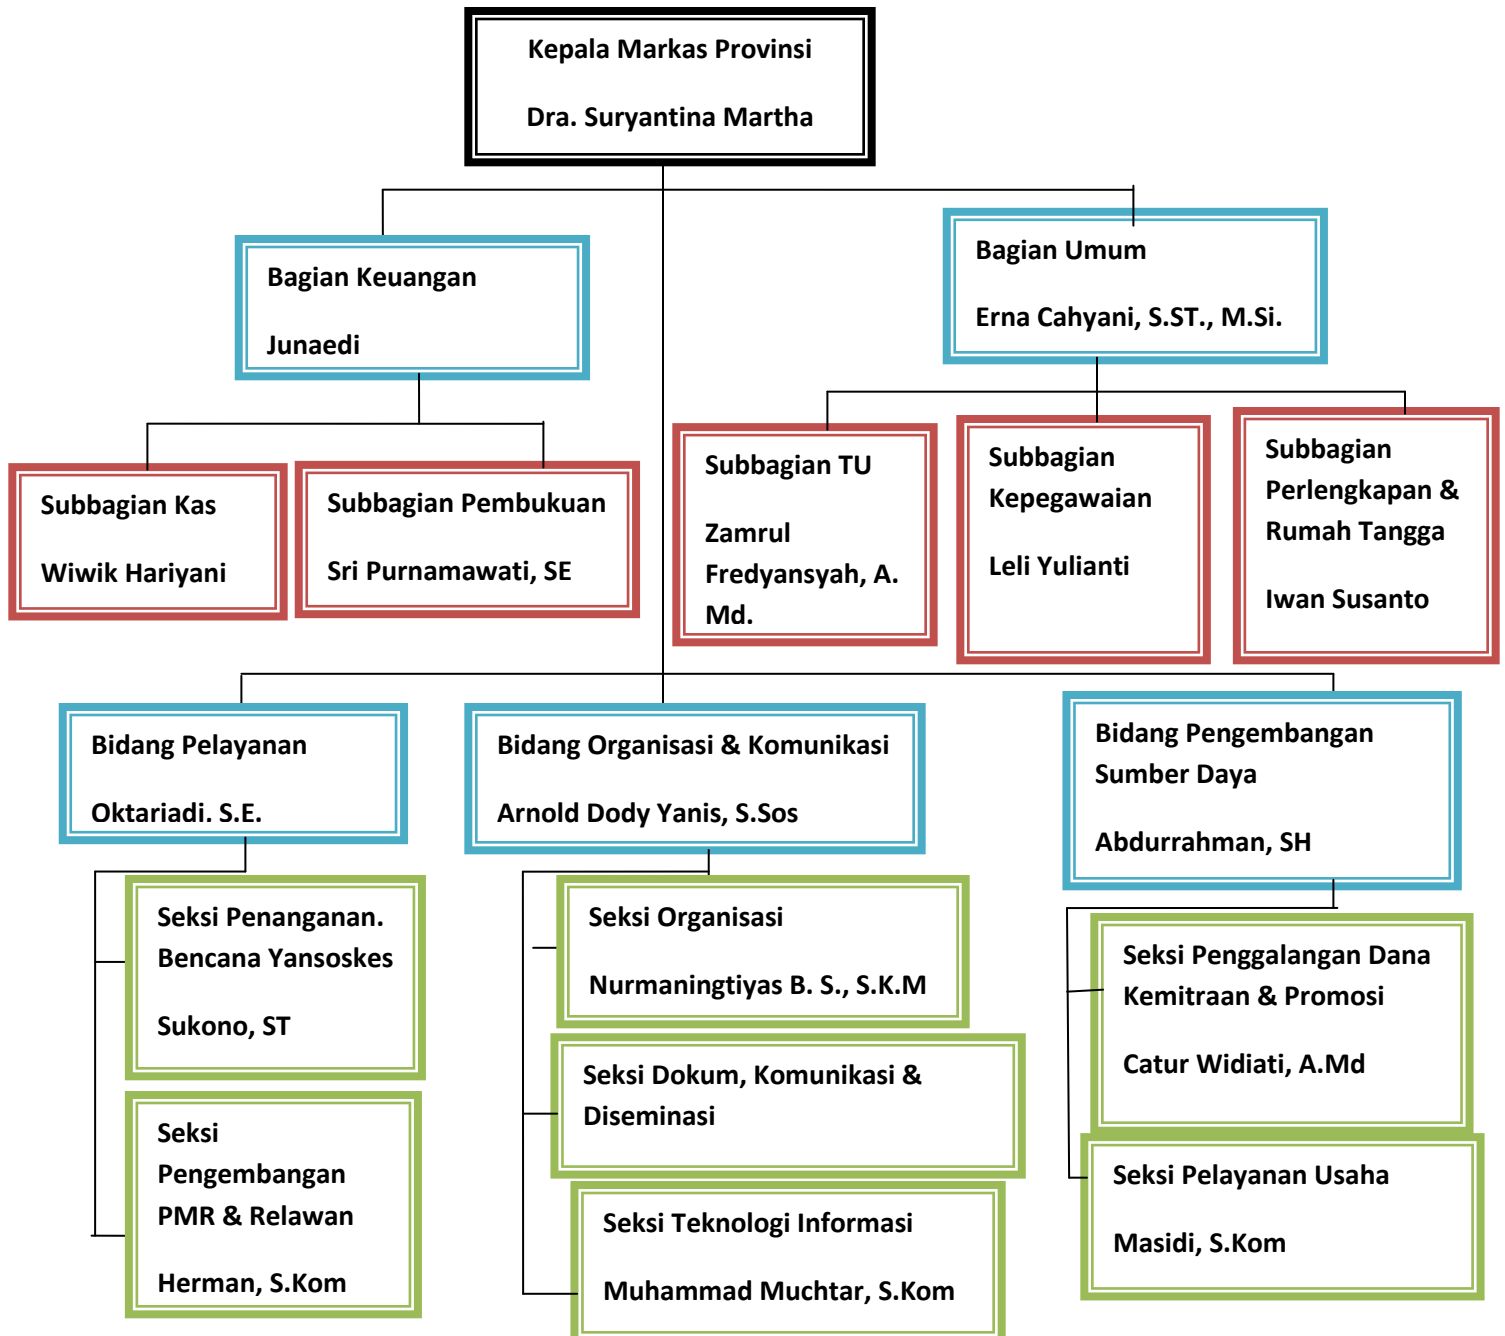 Kepala Markas Provinsi
Dra. Suryantina Martha
Bagian Keuangan
Junaedi
Bagian Umum
Erna Cahyani, S.ST., M.Si.
Subbagian Kas
Wiwik Hariyani
Subbagian Pembukuan
Sri Purnamawati, SE
Subbagian TU
Zamrul
Fredyansyah, A.
Md.
Subbagian
Kepegawaian
Leli Yulianti
Subbagian
Perlengkapan &
Rumah Tangga
Iwan Susanto
Bidang Pelayanan
Oktariadi. S.E.
Bidang Organisasi & Komunikasi
Arnold Dody Yanis, S.Sos
Bidang Pengembangan
Sumber Daya
Abdurrahman, SH
Seksi Penanganan.
Bencana Yansoskes
Sukono, ST
Seksi
Pengembangan
PMR & Relawan
Herman, S.Kom
Seksi Organisasi
Nurmaningtiyas B. S., S.K.M
Seksi Dokum, Komunikasi &
Diseminasi
Seksi Teknologi Informasi
Muhammad Muchtar, S.Kom
Seksi Penggalangan Dana
Kemitraan & Promosi
Catur Widiati, A.Md
Seksi Pelayanan Usaha
Masidi, S.Kom